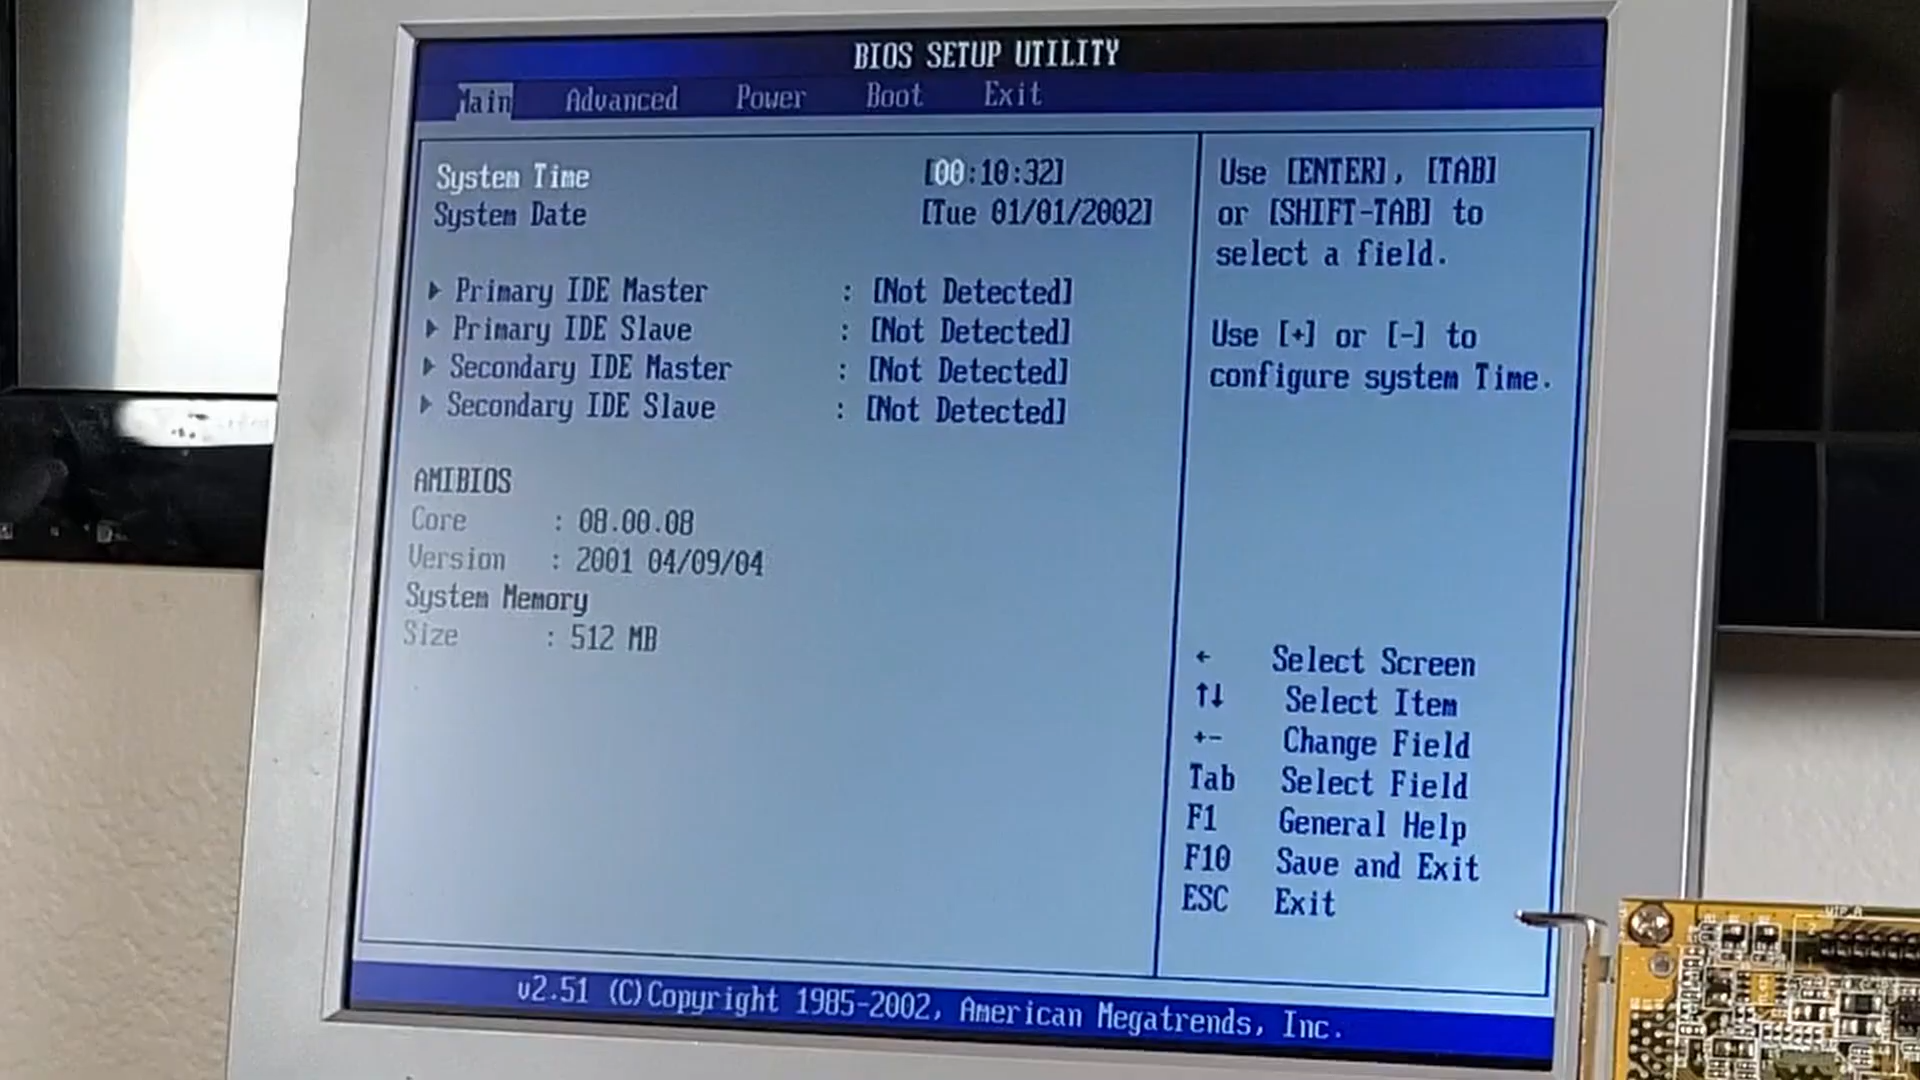 BIOS SETUP UTILITY
Main Advanced Power Boot Exit
System Time [00:10:32]
System Date [Tue 01/01/2002]
Primary IDE Master : [Not Detected]
Primary IDE Slave : [Not Detected]
Secondary IDE Master : [Not Detected]
Secondary IDE Slave : [Not Detected]
AMIBIOS
Core : 08.00.08
Version : 2001 04/09/04
System Memory
Size : 512 MB
Use [ENTER], [TAB]
or [SHIFT-TAB] to
select a field.
Use [+] or [-] to
configure system Time.
← Select Screen
↑↓ Select Item
+- Change Field
Tab Select Field
F1 General Help
F10 Save and Exit
ESC Exit
v2.51 (C)Copyright 1985-2002, American Megatrends, Inc.